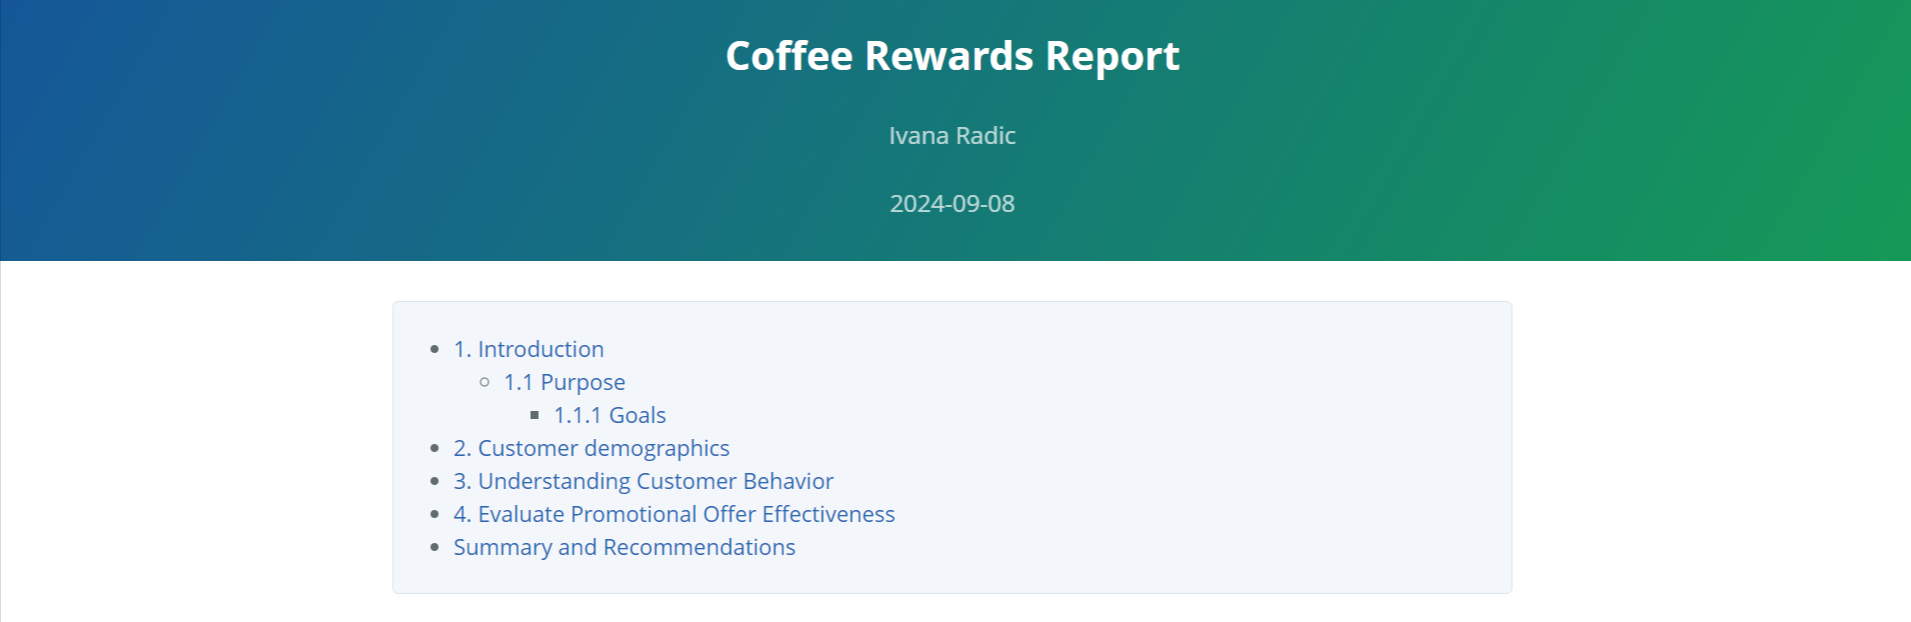 Coffee Rewards Report
Ivana Radic
2024-09-08
1. Introduction
1.1 Purpose
1.1.1 Goals
2. Customer demographics
3. Understanding Customer Behavior
4. Evaluate Promotional Offer Effectiveness
Summary and Recommendations